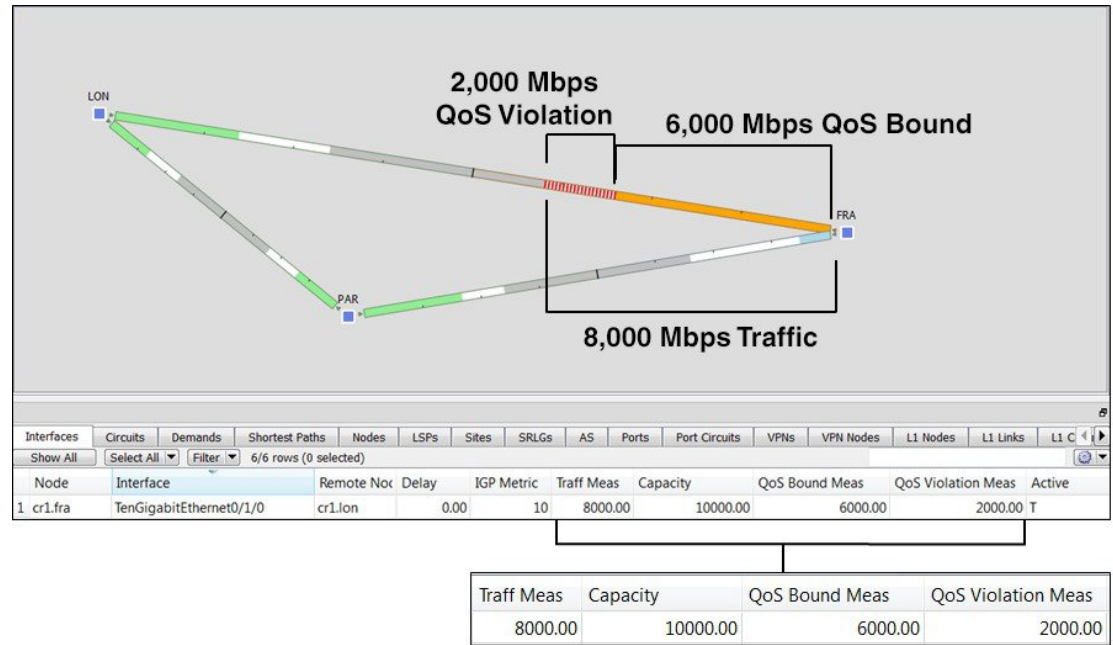 2,000 Mbps
QoS Violation
6,000 Mbps QoS Bound
LON
FRA
PAR
8,000 Mbps Traffic
Interfaces Circuits Demands Shortest Paths Nodes LSPs Sites SRLGs AS Ports Port Circuits VPNs VPN Nodes L1 Nodes L1 Links L1 C
Show All Select All Filter 6/6 rows (0 selected)
Node Interface Remote Noc Delay IGP Metric Traff Meas Capacity QoS Bound Meas QoS Violation Meas Active
1 cr1.fra TenGigabitEthernet0/1/0 cr1.lon 0.00 10 8000.00 10000.00 6000.00 2000.00 T
Traff Meas Capacity QoS Bound Meas QoS Violation Meas
8000.00 10000.00 6000.00 2000.00